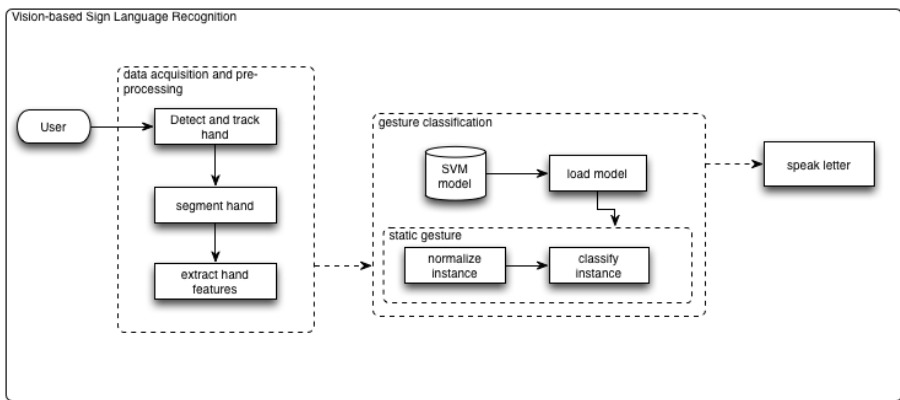 Vision-based Sign Language Recognition
data acquisition and pre-
processing
User
Detect and track
hand
segment hand
extract hand
features
gesture classification
SVM
model
load model
static gesture
normalize
instance
classify
instance
speak letter